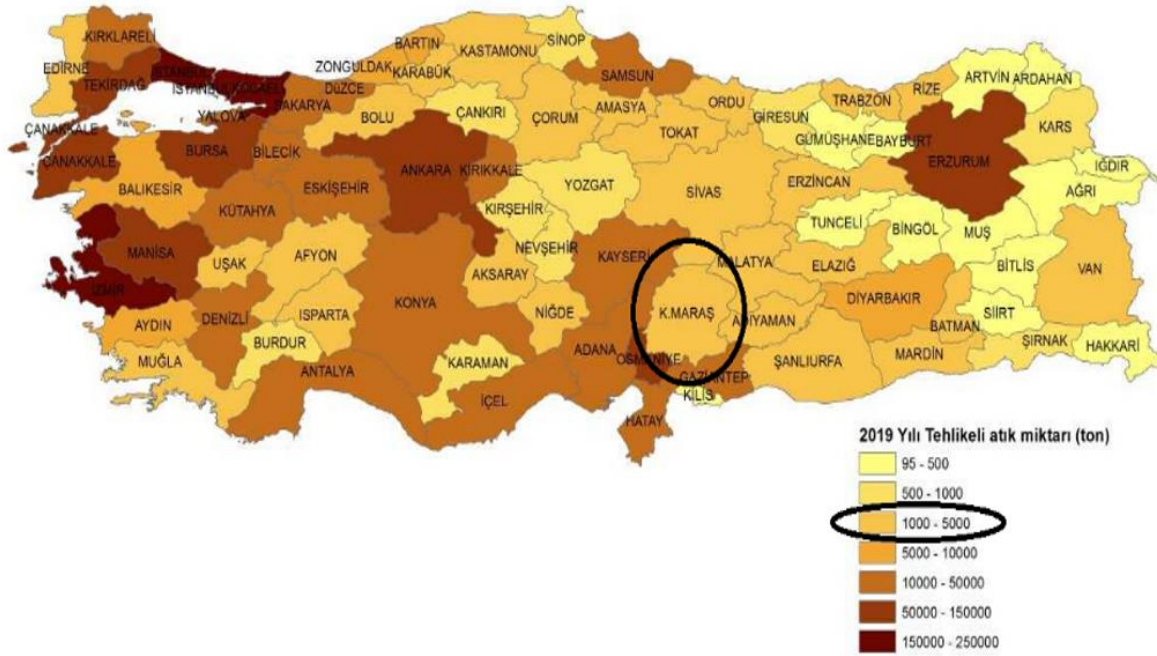 KIRKLARELİ
EDİRNE
TEKİRDAĞ
İSTANBUL
İSTANBUL
KOCAELİ
YALOVA
SAKARYA
DÜZCE
ZONGULDAK
BARTIN
KARABÜK
KASTAMONU
SİNOP
SAMSUN
ÇANAKKALE
ÇANAKKALE
BURSA
BİLECİK
BOLU
ÇANKIRI
ÇORUM
AMASYA
TOKAT
ORDU
GİRESUN
TRABZON
RİZE
ARTVİN
ARDAHAN
GÜMÜŞHANE
BAYBURT
KARS
ERZURUM
IĞDIR
AĞRI
BALIKESİR
KÜTAHYA
ESKİŞEHİR
ANKARA
KIRIKKALE
YOZGAT
SİVAS
ERZİNCAN
TUNCELİ
BİNGÖL
MUŞ
BİTLİS
VAN
KIRŞEHİR
NEVŞEHİR
KAYSERİ
MALATYA
ELAZIĞ
DİYARBAKIR
BATMAN
SİİRT
ŞIRNAK
HAKKARİ
MARDİN
İZMİR
MANİSA
UŞAK
AFYON
KONYA
AKSARAY
NİĞDE
K.MARAŞ
ADIYAMAN
ŞANLIURFA
AYDIN
DENİZLİ
ISPARTA
BURDUR
MUĞLA
ANTALYA
KARAMAN
İÇEL
ADANA
OSMANİYE
GAZİANTEP
KİLİS
HATAY
2019 Yılı Tehlikeli atık miktarı (ton)
95 - 500
500 - 1000
1000 - 5000
5000 - 10000
10000 - 50000
50000 - 150000
150000 - 250000